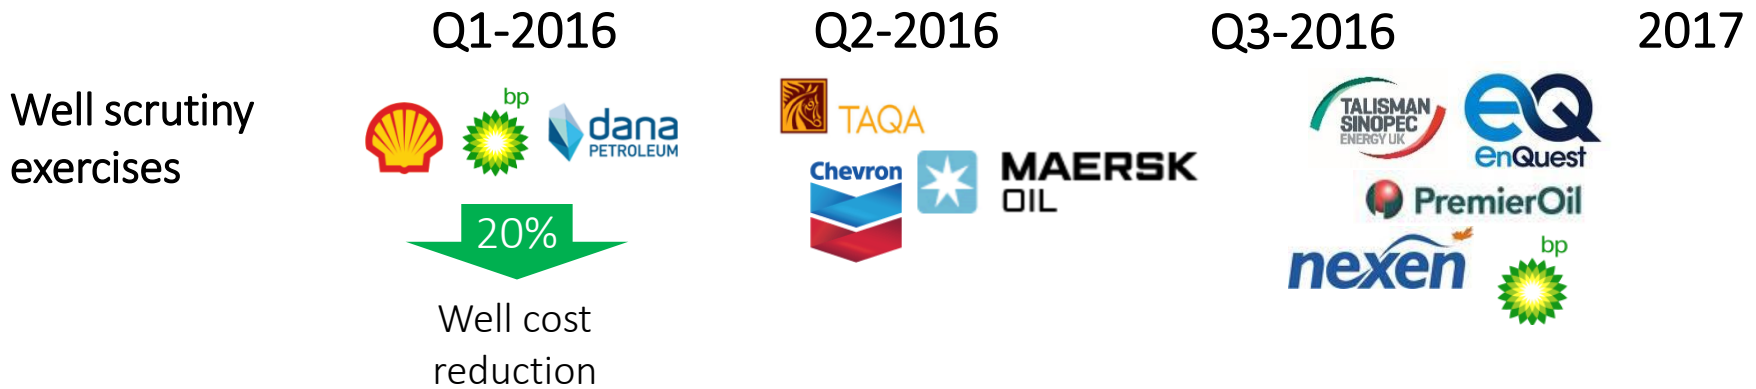 Q1-2016 Q2-2016 Q3-2016 2017
Well scrutiny
exercises
bp
dana
PETROLEUM
TAQA
Chevron
MAERSK
OIL
TALISMAN
SINOPEC
ENERGY UK
eQ
EnQuest
PremierOil
nexen
bp
20%
Well cost
reduction